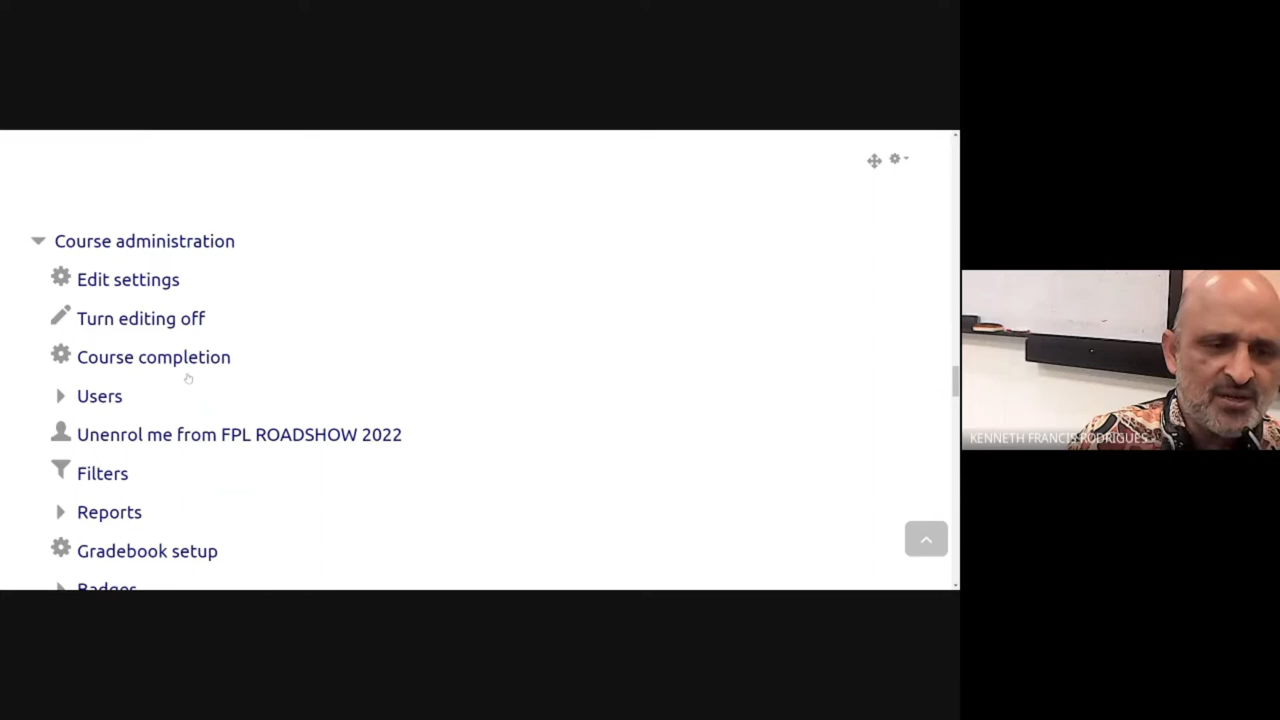 Course administration
Edit settings
Turn editing off
Course completion
Users
Unenrol me from FPL ROADSHOW 2022
Filters
Reports
Gradebook setup
Badges
KENNETH FRANCIS RODRIGUES